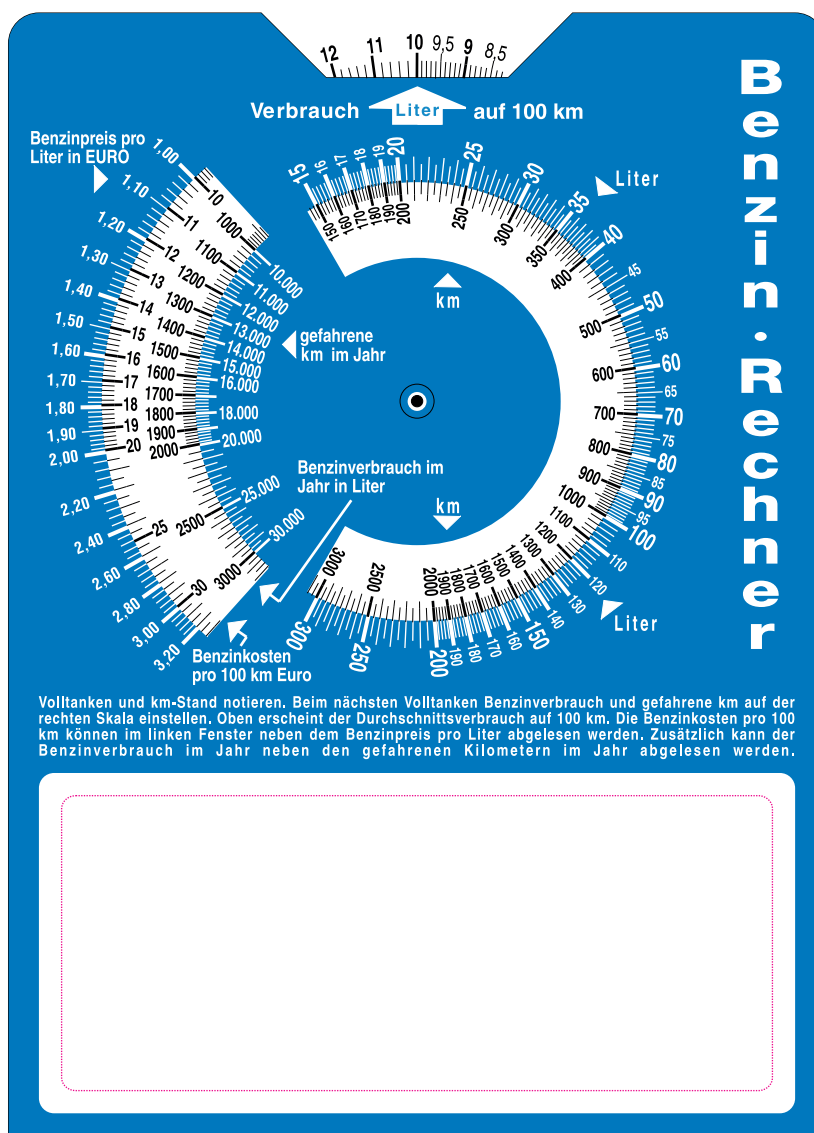 12 11 10 9,5 9 8,5
Verbrauch Liter auf 100 km
Benzin·Rechner
Benzinpreis pro
Liter in EURO
1,00
1,10
1,20
1,30
1,40
1,50
1,60
1,70
1,80
1,90
2,00
2,20
2,40
2,60
2,80
3,00
3,20
10
11
12
13
14
15
16
17
18
19
20
25
30
1000
1100
1200
1300
1400
1500
1600
1700
1800
1900
2000
2500
3000
10.000
11.000
12.000
13.000
14.000
15.000
16.000
18.000
20.000
25.000
30.000
gefahrene
km im Jahr
Benzinverbrauch im
Jahr in Liter
Benzinkosten
pro 100 km Euro
15 16 17 18 19 20 25 30 35 40 45 50 55 60 65 70 75 80 85 90 95 100 110 120 130 140 150 160 170 180 190 200 250 300
150 160 170 180 190 200 250 300 350 400 500 600 700 800 900 1000 1100 1200 1300 1400 1500 1600 1700 1800 1900 2000 2500 3000
Liter
km
km
Liter
Volltanken und km-Stand notieren. Beim nächsten Volltanken Benzinverbrauch und gefahrene km auf der
rechten Skala einstellen. Oben erscheint der Durchschnittsverbrauch auf 100 km. Die Benzinkosten pro 100
km können im linken Fenster neben dem Benzinpreis pro Liter abgelesen werden. Zusätzlich kann der
Benzinverbrauch im Jahr neben den gefahrenen Kilometern im Jahr abgelesen werden.